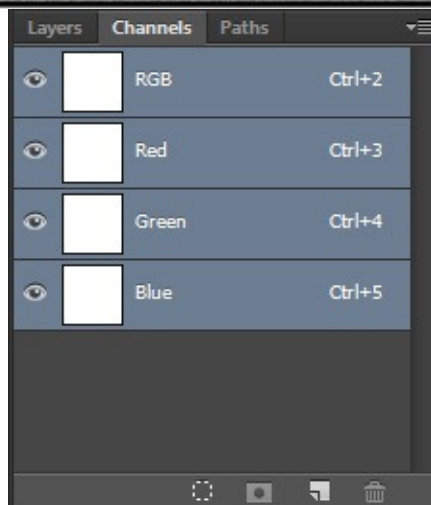 Layers Channels Paths
RGB Ctrl+2
Red Ctrl+3
Green Ctrl+4
Blue Ctrl+5